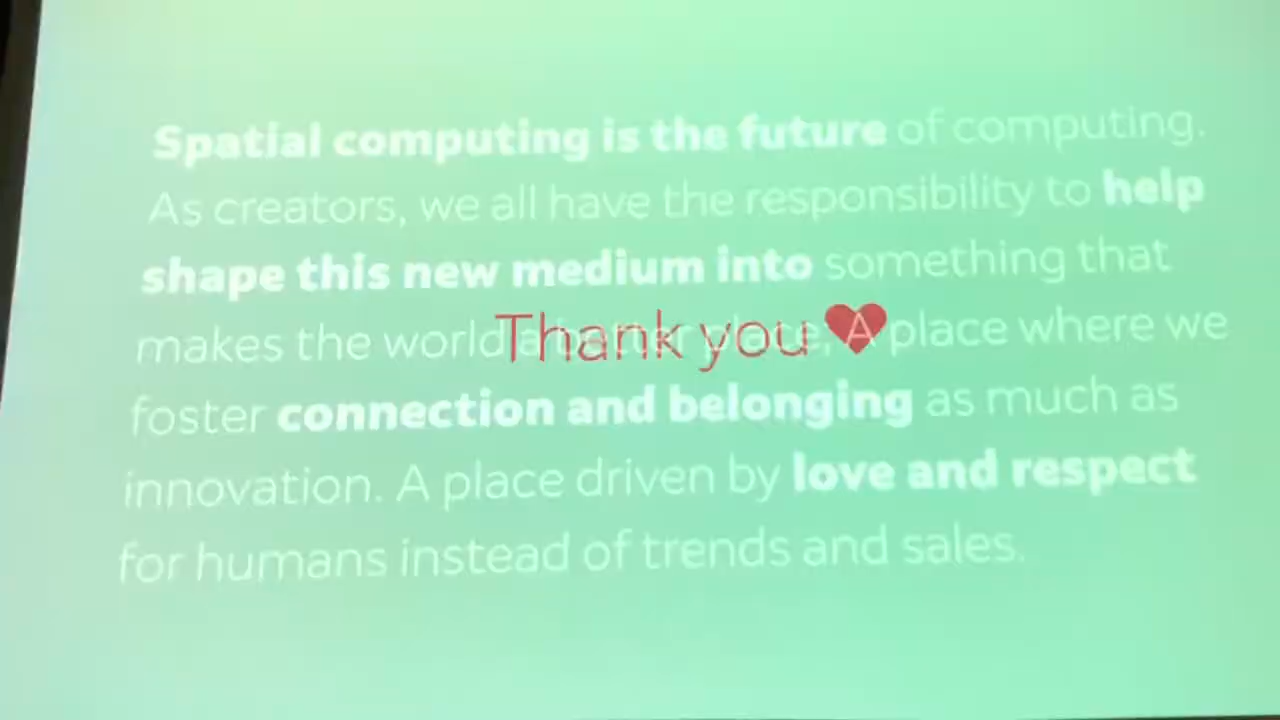 Spatial computing is the future of computing.
As creators, we all have the responsibility to help
shape this new medium into something that
makes the world a better place; A place where we
Thank you ❤
foster connection and belonging as much as
innovation. A place driven by love and respect
for humans instead of trends and sales.